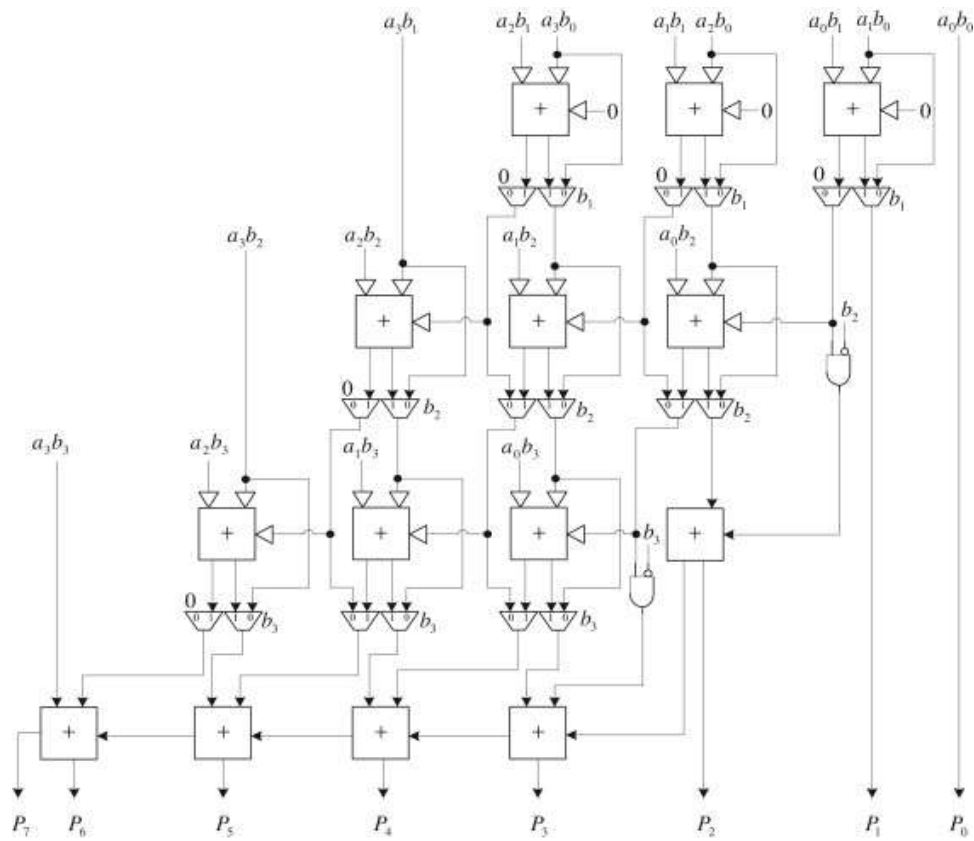 a₃b₁ a₂b₁ a₃b₀ a₁b₁ a₂b₀ a₀b₁ a₁b₀ a₀b₀
+ 0 + 0 + 0
0 0 0
0 1 1 0 b₁ 0 1 1 0 b₁ 0 1 1 0 b₁
a₃b₂ a₂b₂ a₁b₂ a₀b₂
+ + + b₂
0
0 1 1 0 b₂ 0 1 1 0 b₂ 0 1 1 0 b₂
a₃b₃ a₂b₃ a₁b₃ a₀b₃
+ + + b₃ +
0
0 1 1 0 b₃ 0 1 1 0 b₃ 0 1 1 0 b₃
+ + + +
P₇ P₆ P₅ P₄ P₃ P₂ P₁ P₀